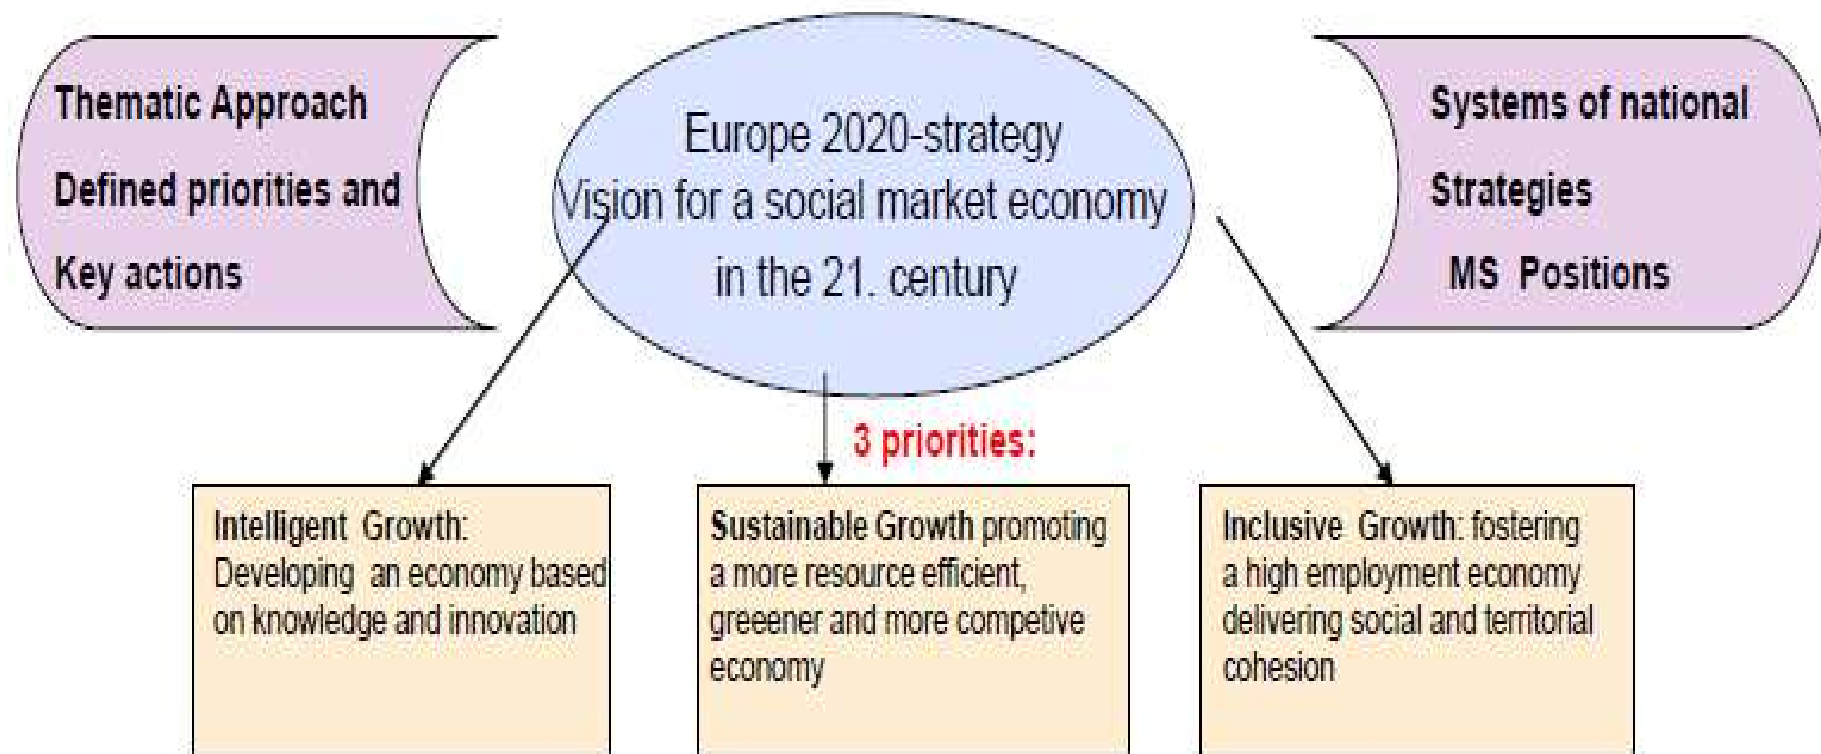 Thematic Approach
Defined priorities and
Key actions
Europe 2020-strategy
Vision for a social market economy
in the 21. century
Systems of national
Strategies
MS Positions
3 priorities:
Intelligent Growth:
Developing an economy based
on knowledge and innovation
Sustainable Growth promoting
a more resource efficient,
greeener and more competive
economy
Inclusive Growth: fostering
a high employment economy
delivering social and territorial
cohesion